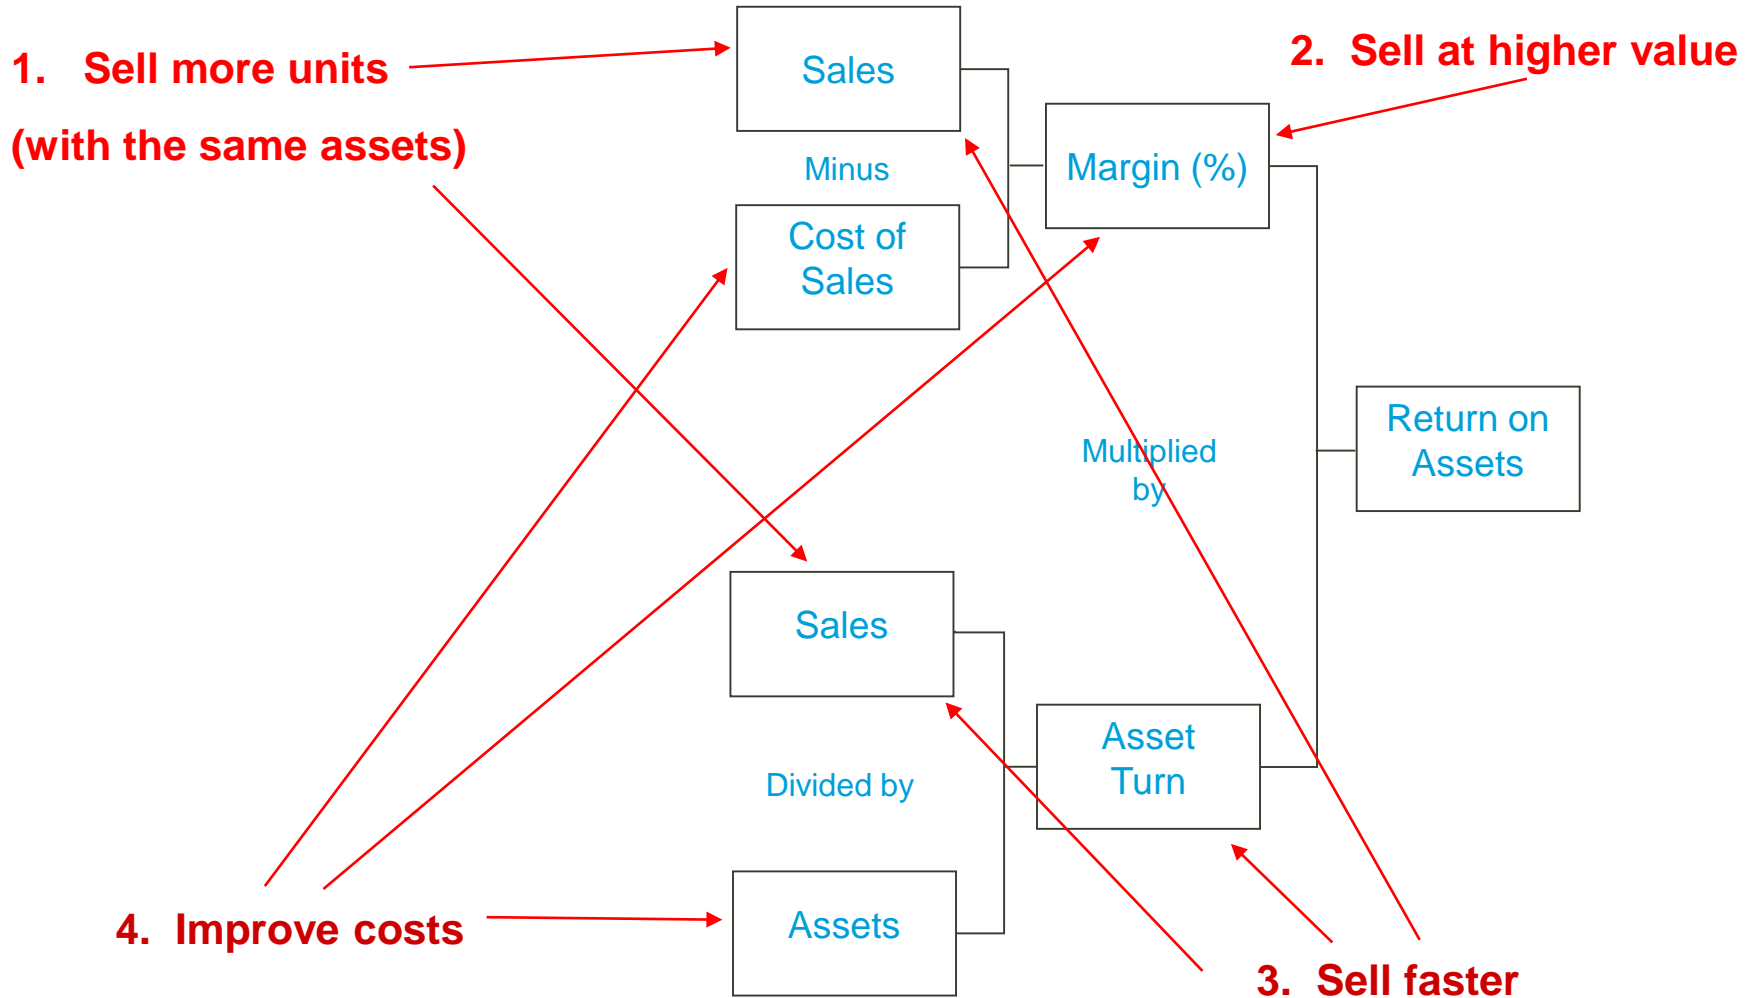 1. Sell more units
(with the same assets)
Sales
Minus
Cost of
Sales
2. Sell at higher value
Margin (%)
Multiplied
by
Return on
Assets
Sales
Divided by
Assets
Asset
Turn
4. Improve costs
3. Sell faster